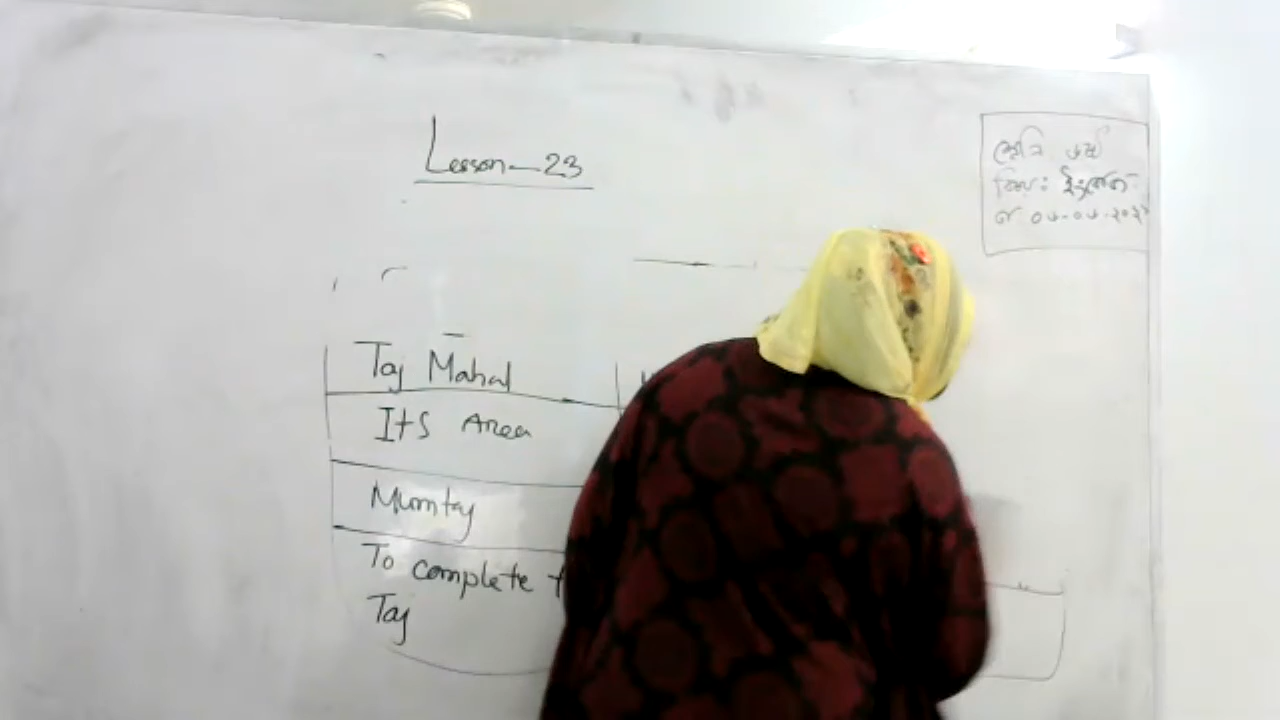 Lesson-23
শ্রেণি ৬ষ্ঠ
বিষয়: ইংরেজি
Taj Mahal
Its Area
Mumtaj
To complete
Taj